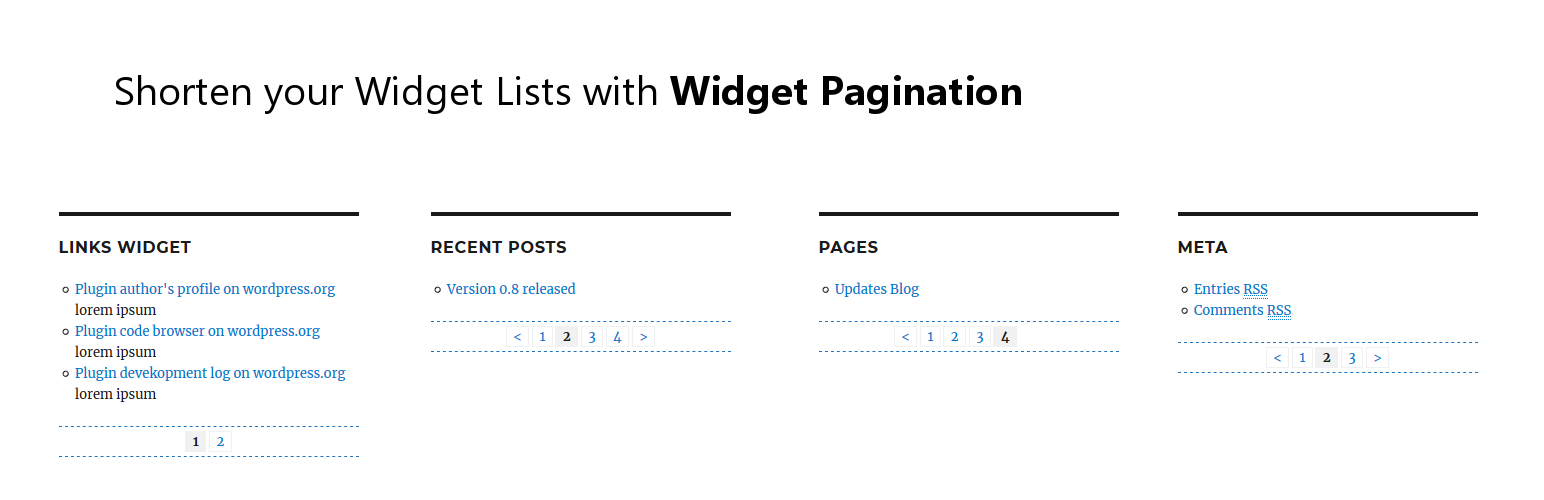 Shorten your Widget Lists with Widget Pagination
LINKS WIDGET
Plugin author's profile on wordpress.org
lorem ipsum
Plugin code browser on wordpress.org
lorem ipsum
Plugin devekopment log on wordpress.org
lorem ipsum
1 2
RECENT POSTS
Version 0.8 released
< 1 2 3 4 >
PAGES
Updates Blog
< 1 2 3 4
META
Entries RSS
Comments RSS
< 1 2 3 >